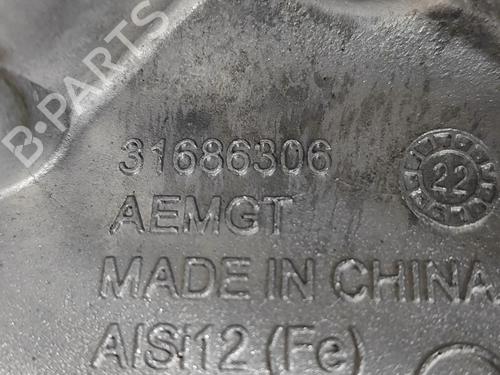 B-PARTS
31686306
22
AEMGT
MADE IN CHINA
AlSi12 (Fe)